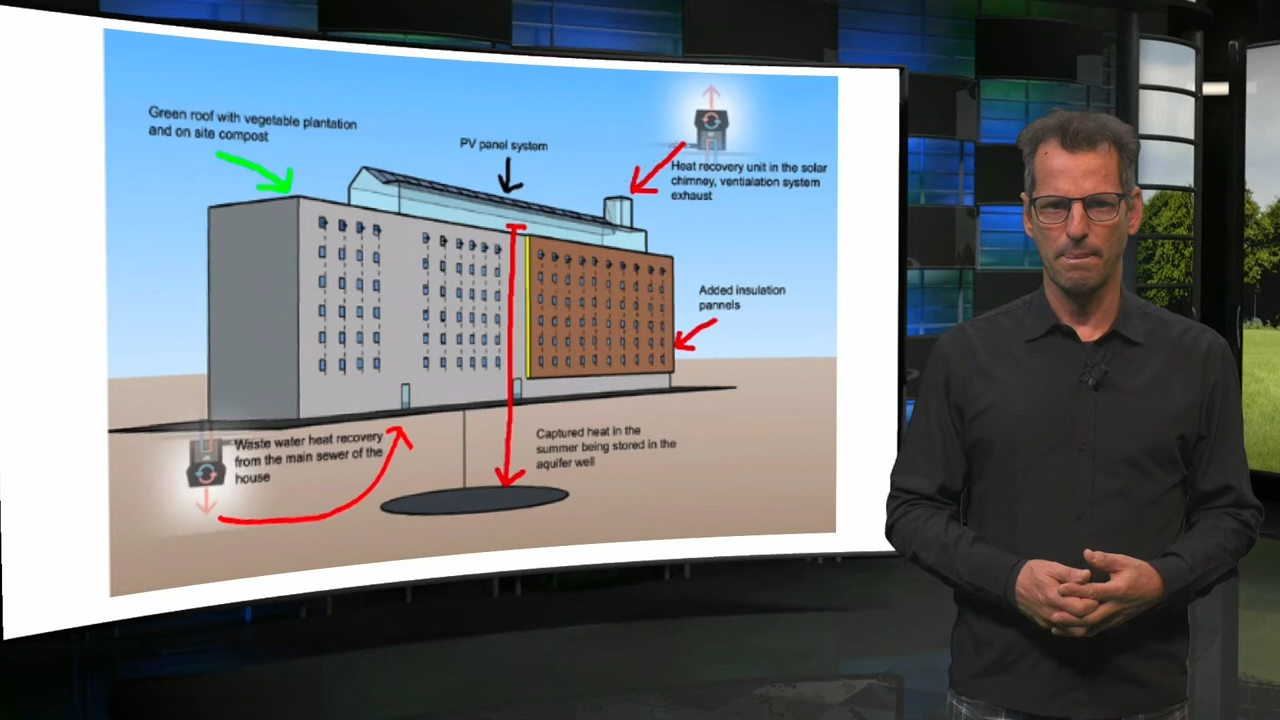 Green roof with vegetable plantation
and on site compost
PV panel system
Heat recovery unit in the solar
chimney, ventialation system
exhaust
Added insulation
pannels
Waste water heat recovery
from the main sewer of the
house
Captured heat in the
summer being stored in the
aquifer well